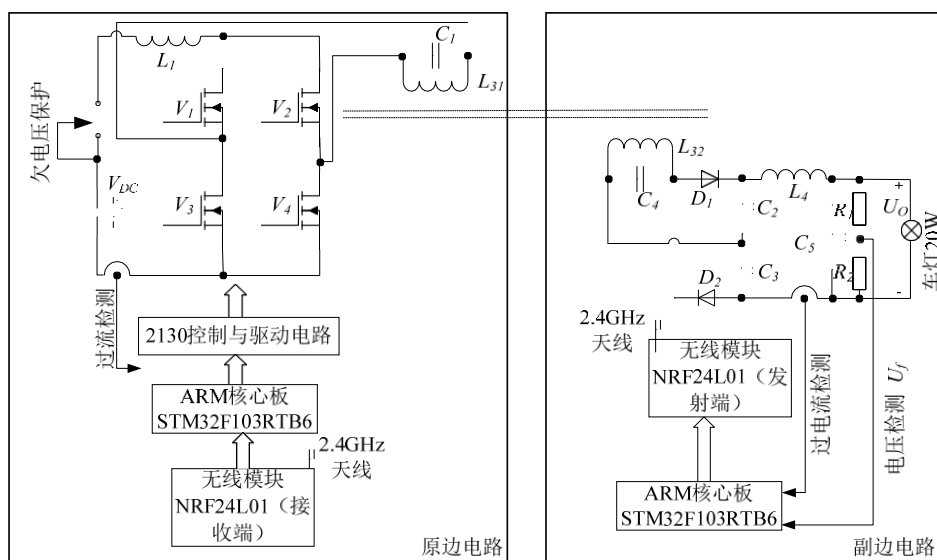 C1
L1
L31
V1
V2
欠电压保护
VDC
V3
V4
过流检测
2130控制与驱动电路
ARM核心板
STM32F103RTB6
2.4GHz
天线
无线模块
NRF24L01（接
收端）
原边电路
L32
C4
D1
C2
L4
R1
+
UO
C5
车灯20W
C3
R2
D2
-
2.4GHz
天线
无线模块
NRF24L01（发
射端）
过电流检测
电压检测 Uf
ARM核心板
STM32F103RTB6
副边电路